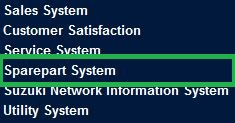 Sales System
Customer Satisfaction
Service System
Sparepart System
Suzuki Network Information System
Utility System